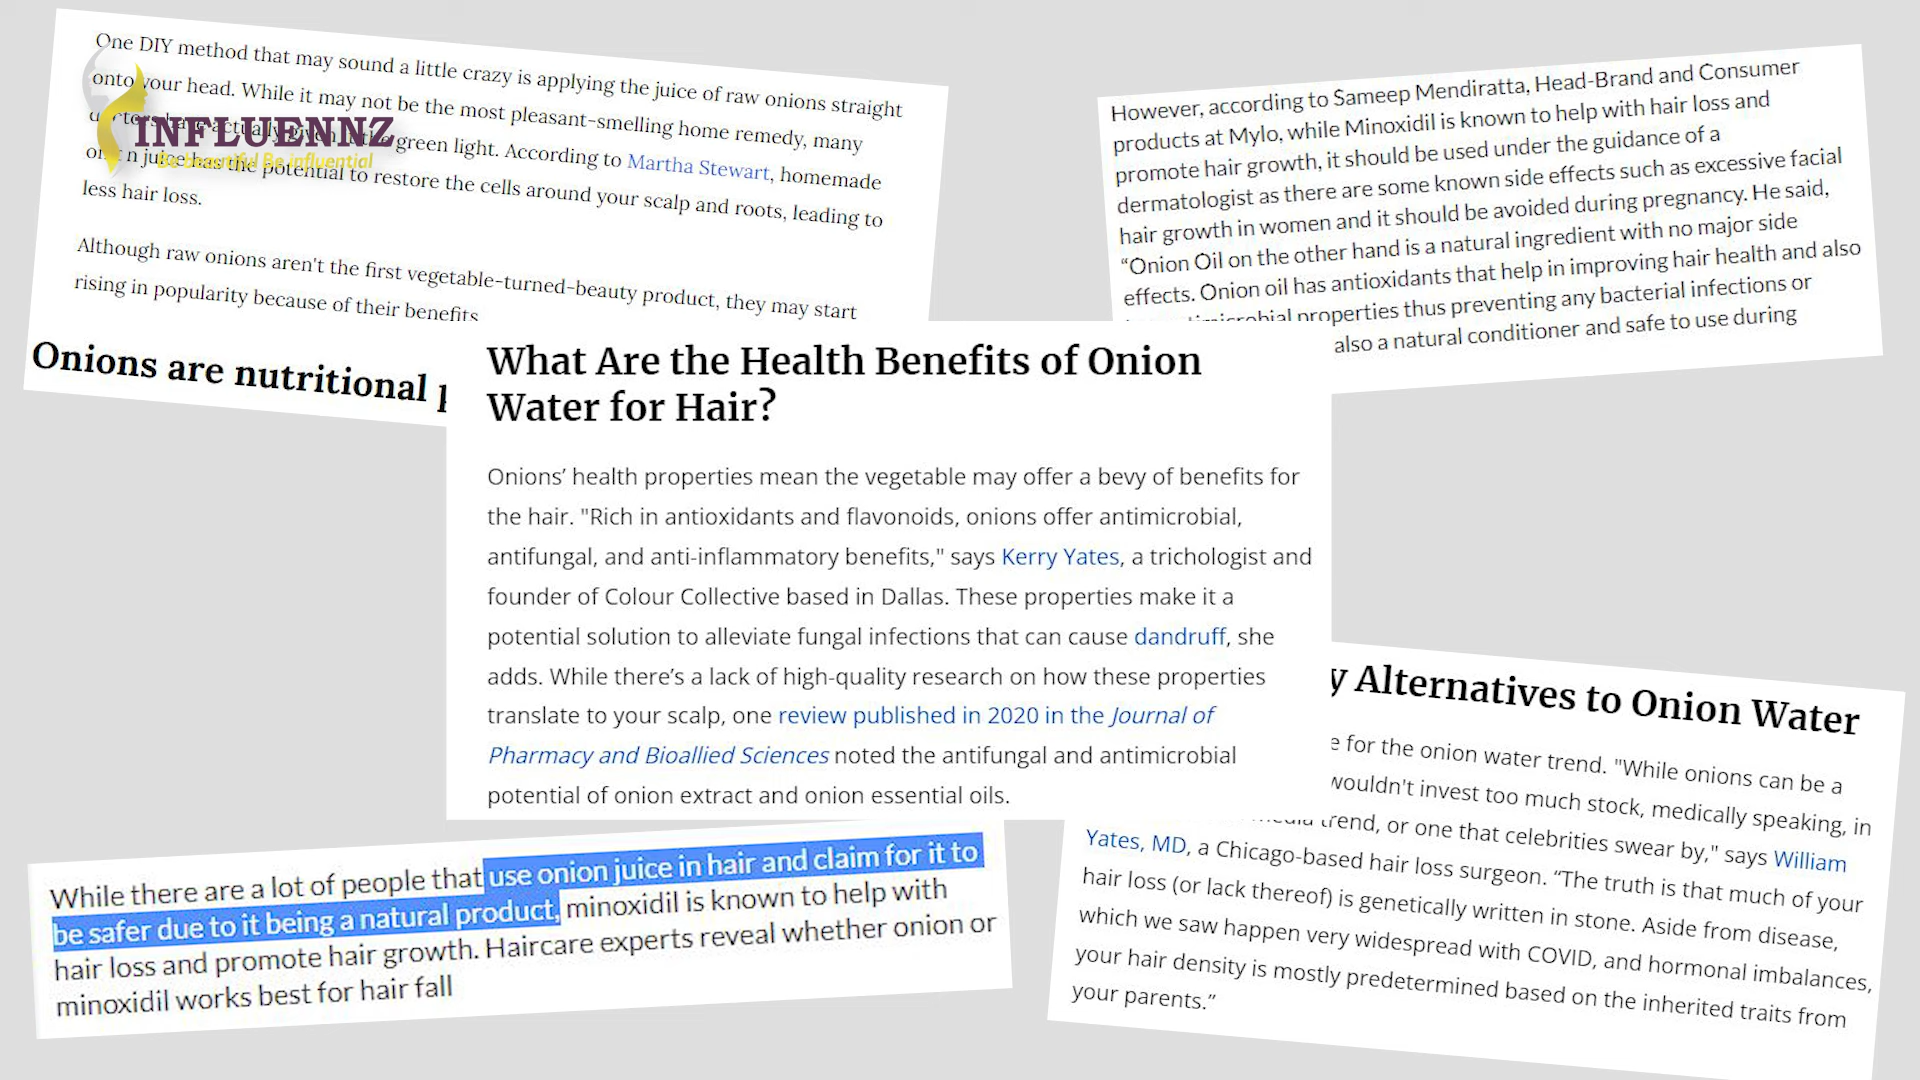 One DIY method that may sound a little crazy is applying the juice of raw onions straight
onto your head. While it may not be the most pleasant-smelling home remedy, many
green light. According to Martha Stewart, homemade
juice has the potential to restore the cells around your scalp and roots, leading to
less hair loss.
Although raw onions aren't the first vegetable-turned-beauty product, they may start
rising in popularity because of their benefits
Onions are nutritional
INFLUENNZ
Be beautiful Be influential
However, according to Sameep Mendiratta, Head-Brand and Consumer
products at Mylo, while Minoxidil is known to help with hair loss and
promote hair growth, it should be used under the guidance of a
dermatologist as there are some known side effects such as excessive facial
hair growth in women and it should be avoided during pregnancy. He said,
“Onion Oil on the other hand is a natural ingredient with no major side
effects. Onion oil has antioxidants that help in improving hair health and also
properties thus preventing any bacterial infections or
also a natural conditioner and safe to use during
What Are the Health Benefits of Onion
Water for Hair?
Onions’ health properties mean the vegetable may offer a bevy of benefits for
the hair. "Rich in antioxidants and flavonoids, onions offer antimicrobial,
antifungal, and anti-inflammatory benefits," says Kerry Yates, a trichologist and
founder of Colour Collective based in Dallas. These properties make it a
potential solution to alleviate fungal infections that can cause dandruff, she
adds. While there’s a lack of high-quality research on how these properties
translate to your scalp, one review published in 2020 in the Journal of
Pharmacy and Bioallied Sciences noted the antifungal and antimicrobial
potential of onion extract and onion essential oils.
y Alternatives to Onion Water
for the onion water trend. "While onions can be a
wouldn't invest too much stock, medically speaking, in
trend, or one that celebrities swear by," says William
Yates, MD, a Chicago-based hair loss surgeon. “The truth is that much of your
hair loss (or lack thereof) is genetically written in stone. Aside from disease,
which we saw happen very widespread with COVID, and hormonal imbalances,
your hair density is mostly predetermined based on the inherited traits from
your parents.”
While there are a lot of people that use onion juice in hair and claim for it to
be safer due to it being a natural product, minoxidil is known to help with
hair loss and promote hair growth. Haircare experts reveal whether onion or
minoxidil works best for hair fall